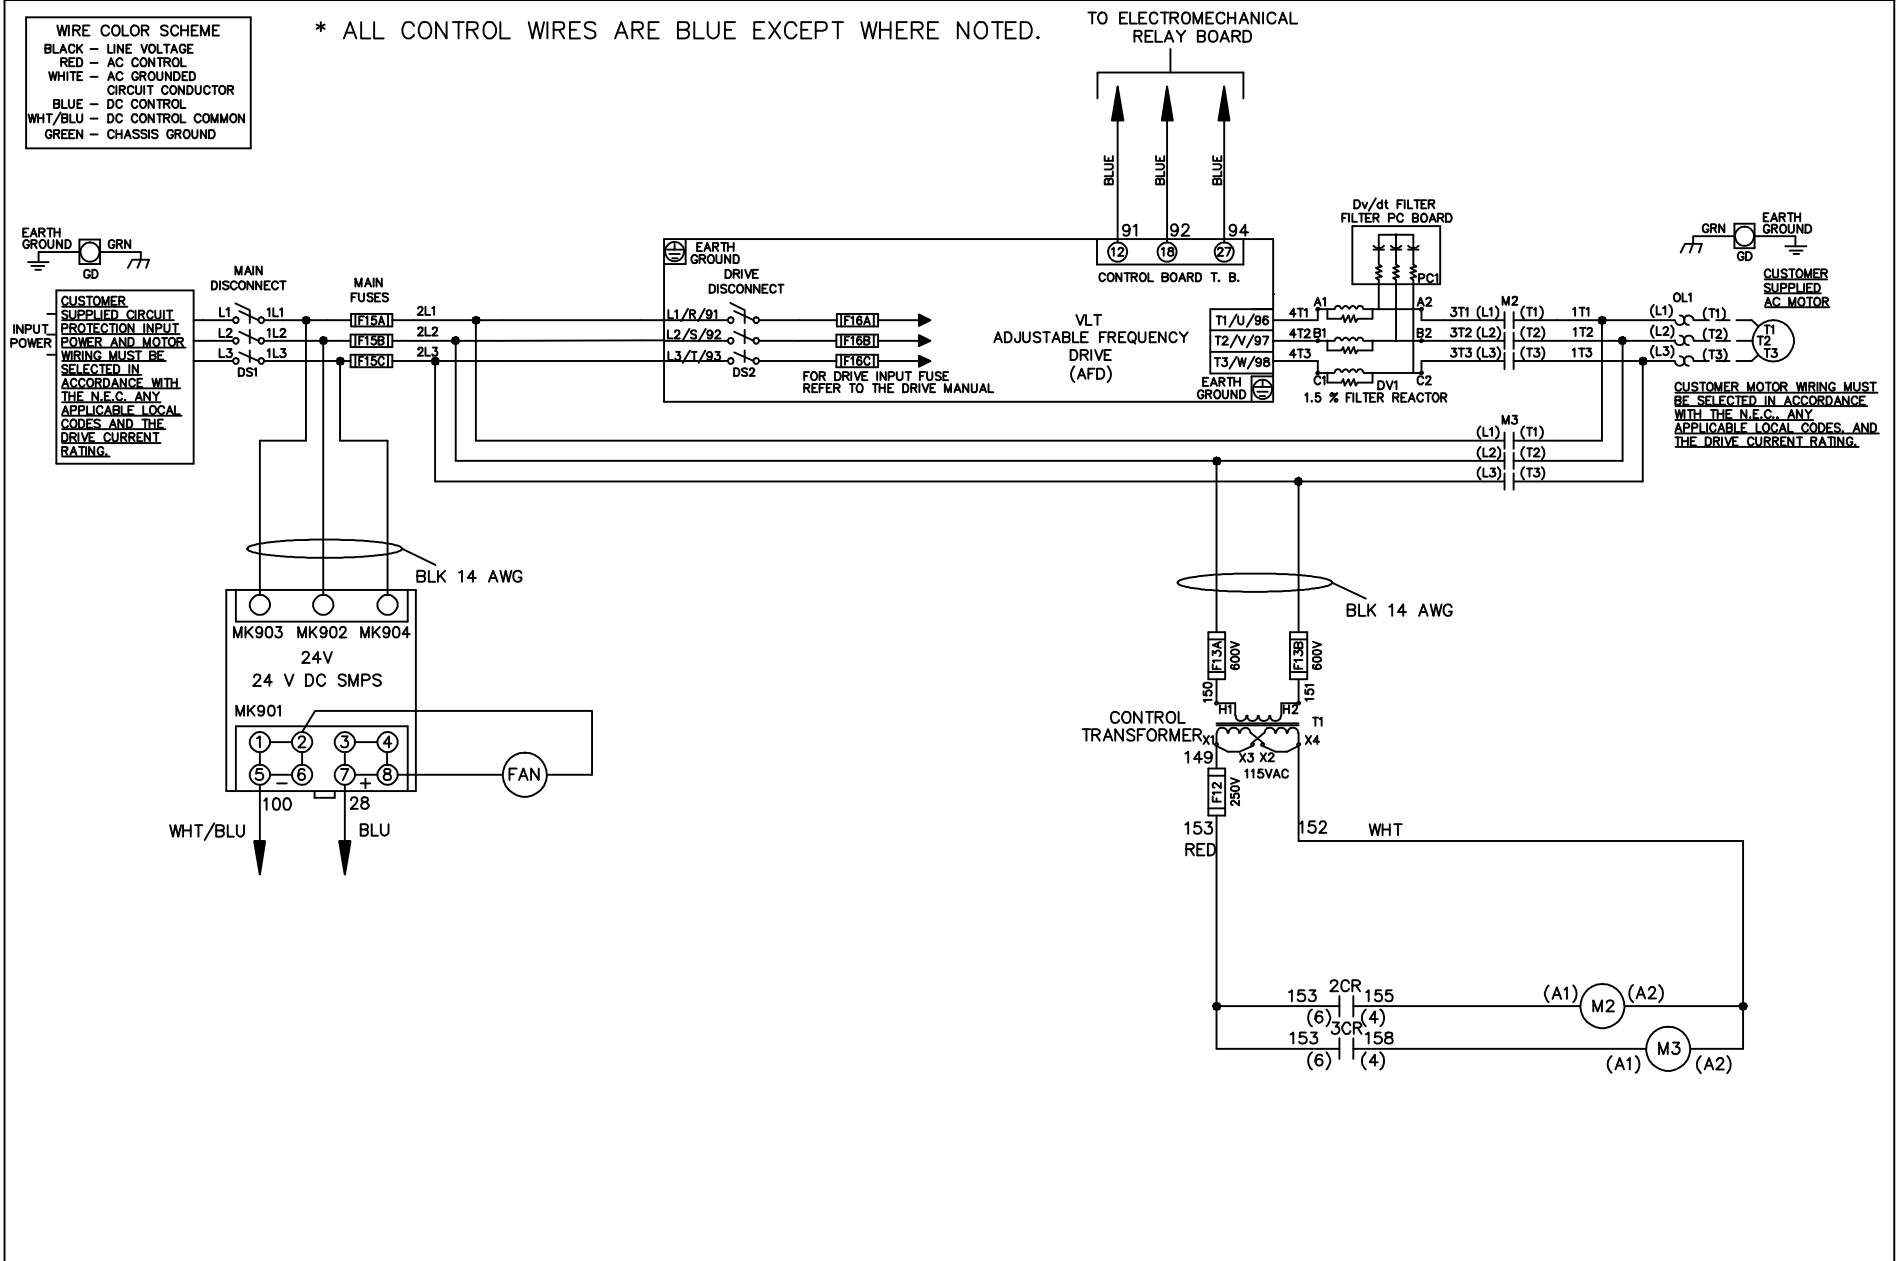 WIRE COLOR SCHEME
BLACK – LINE VOLTAGE
RED – AC CONTROL
WHITE – AC GROUNDED
CIRCUIT CONDUCTOR
BLUE – DC CONTROL
WHT/BLU – DC CONTROL COMMON
GREEN – CHASSIS GROUND
* ALL CONTROL WIRES ARE BLUE EXCEPT WHERE NOTED.
TO ELECTROMECHANICAL
RELAY BOARD
BLUE
BLUE
BLUE
91 92 94
12 18 27
CONTROL BOARD T. B.
EARTH
GROUND
GRN
GD
INPUT
POWER
CUSTOMER
SUPPLIED CIRCUIT
PROTECTION INPUT
POWER AND MOTOR
WIRING MUST BE
SELECTED IN
ACCORDANCE WITH
THE N.E.C. ANY
APPLICABLE LOCAL
CODES AND THE
DRIVE CURRENT
RATING.
MAIN
DISCONNECT
L1 1L1
L2 1L2
L3 1L3
DS1
MAIN
FUSES
F15A
F15B
F15C
2L1
2L2
2L3
EARTH
GROUND
DRIVE
DISCONNECT
L1/R/91
L2/S/92
L3/T/93
DS2
F16A
F16B
F16C
FOR DRIVE INPUT FUSE
REFER TO THE DRIVE MANUAL
VLT
ADJUSTABLE FREQUENCY
DRIVE
(AFD)
T1/U/96
T2/V/97
T3/W/98
EARTH
GROUND
4T1
4T2
4T3
Dv/dt FILTER
FILTER PC BOARD
PC1
A1 A2
B1 B2
C1 C2
DV1
1.5 % FILTER REACTOR
M2
3T1 (L1) (T1) 1T1
3T2 (L2) (T2) 1T2
3T3 (L3) (T3) 1T3
M3
(L1) (T1)
(L2) (T2)
(L3) (T3)
OL1
(L1) (T1)
(L2) (T2)
(L3) (T3)
T1
T2
T3
GRN
GD
EARTH
GROUND
CUSTOMER
SUPPLIED
AC MOTOR
CUSTOMER MOTOR WIRING MUST
BE SELECTED IN ACCORDANCE
WITH THE N.E.C., ANY
APPLICABLE LOCAL CODES, AND
THE DRIVE CURRENT RATING.
BLK 14 AWG
MK903 MK902 MK904
24V
24 V DC SMPS
MK901
1 2 3 4
5 – 6 7 + 8
FAN
100 28
WHT/BLU BLU
BLK 14 AWG
F13A
600V
F13B
600V
150
151
H1 H2
T1
CONTROL
TRANSFORMER
X1 X3 X2 X4
115VAC
149
F12
250V
153
RED
152 WHT
2CR
153 155
(6) (4)
(A1) M2 (A2)
3CR
153 158
(6) (4)
(A1) M3 (A2)